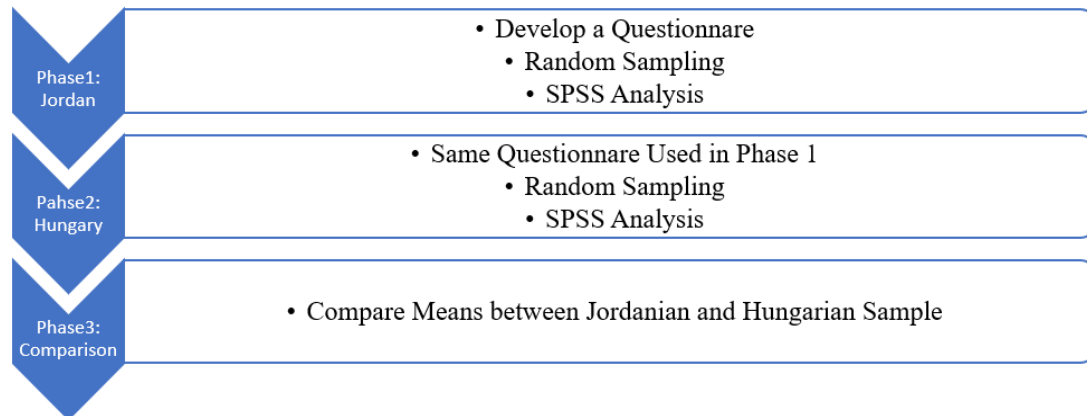 Phase1:
Jordan
• Develop a Questionnare
• Random Sampling
• SPSS Analysis
Pahse2:
Hungary
• Same Questionnare Used in Phase 1
• Random Sampling
• SPSS Analysis
Phase3:
Comparison
• Compare Means between Jordanian and Hungarian Sample